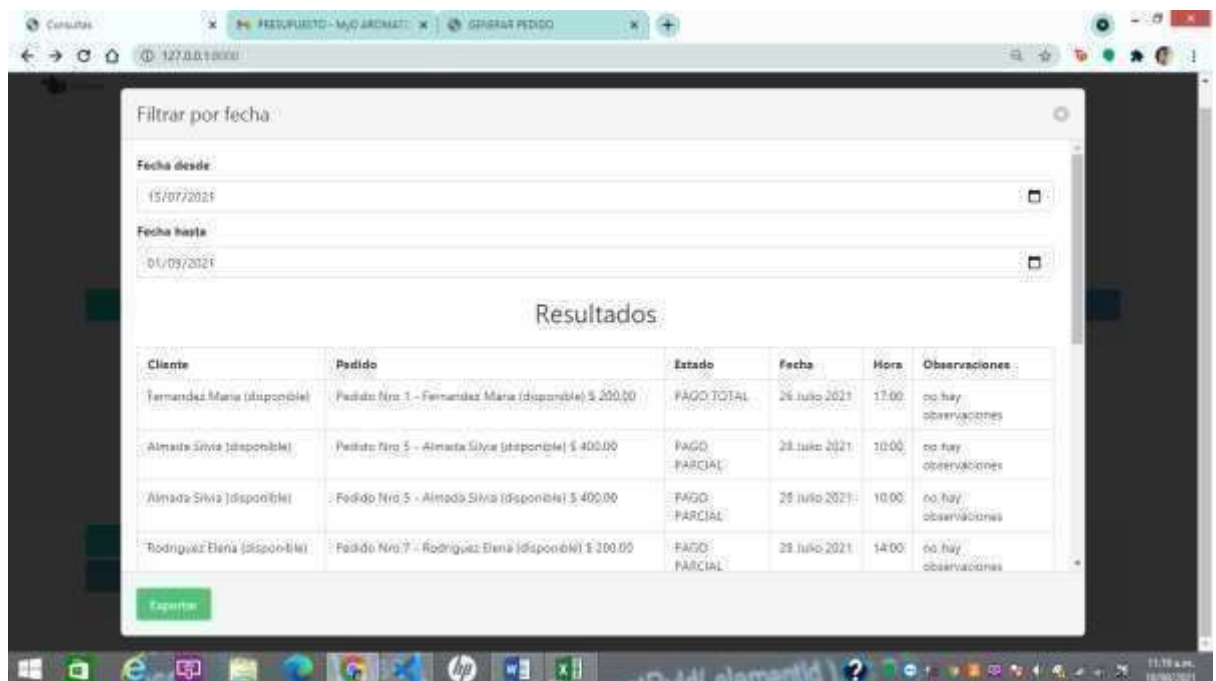 Consultas
PRESUPUESTO - MyD AROMATI
GENERAR PEDIDO
127.0.0.1:8000
Filtrar por fecha
Fecha desde
15/07/2021
Fecha hasta
01/09/2021
Resultados
Cliente Pedido Estado Fecha Hora Observaciones
Fernandez Maria (disponible) Pedido Nro 1 - Fernandez Maria (disponible) $ 200.00 PAGO TOTAL 26 Julio 2021 17:00 no hay
observaciones
Almada Silvia (disponible) Pedido Nro 5 - Almada Silvia (disponible) $ 400.00 PAGO 28 Julio 2021 10:00 no hay
PARCIAL observaciones
Almada Silvia (disponible) Pedido Nro 5 - Almada Silvia (disponible) $ 400.00 PAGO 28 Julio 2021 10:00 no hay
PARCIAL observaciones
Rodriguez Elena (disponible) Pedido Nro 7 - Rodriguez Elena (disponible) $ 200.00 PAGO 28 Julio 2021 14:00 no hay
PARCIAL observaciones
Exportar
hp
elementid )
11:19 a.m.